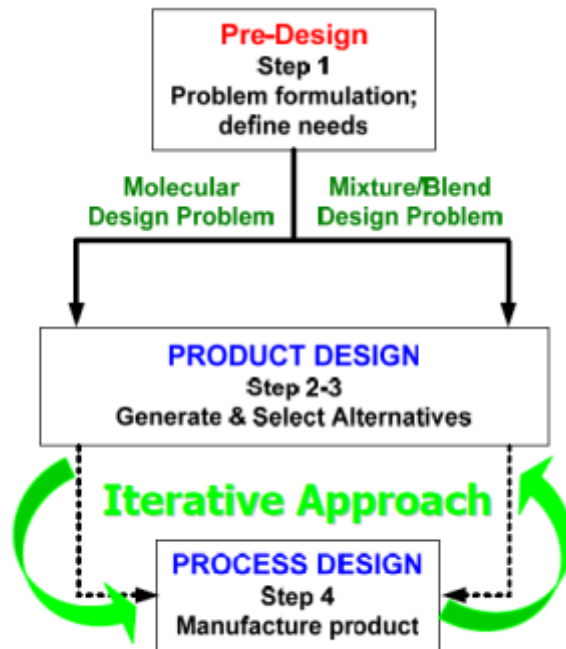 Pre-Design
Step 1
Problem formulation;
define needs
Molecular
Design Problem
Mixture/Blend
Design Problem
PRODUCT DESIGN
Step 2-3
Generate & Select Alternatives
Iterative Approach
PROCESS DESIGN
Step 4
Manufacture product